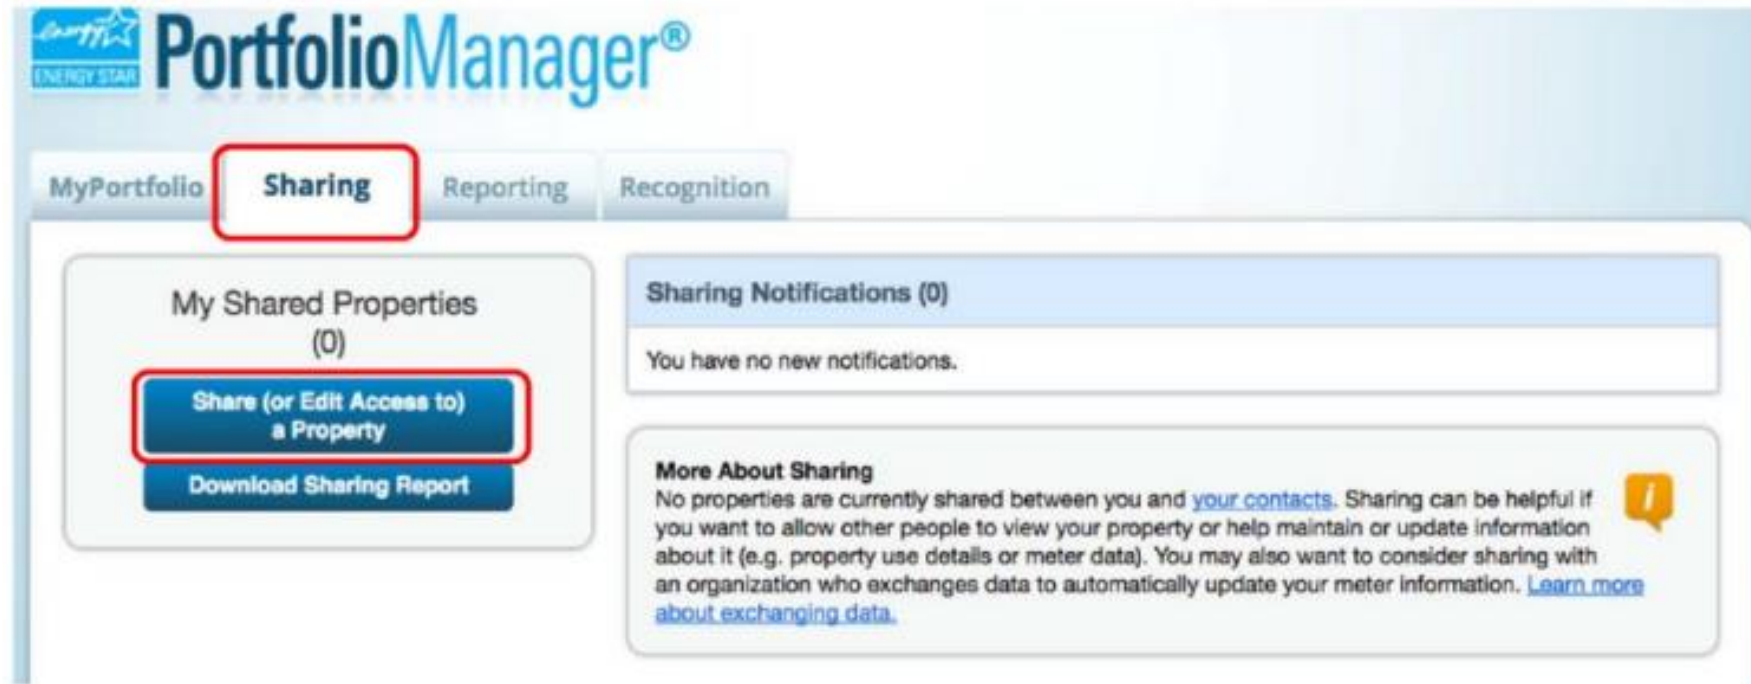 energy
ENERGY STAR
PortfolioManager®
MyPortfolio
Sharing
Reporting
Recognition
My Shared Properties
(0)
Share (or Edit Access to)
a Property
Download Sharing Report
Sharing Notifications (0)
You have no new notifications.
More About Sharing
No properties are currently shared between you and your contacts. Sharing can be helpful if
you want to allow other people to view your property or help maintain or update information
about it (e.g. property use details or meter data). You may also want to consider sharing with
an organization who exchanges data to automatically update your meter information. Learn more
about exchanging data.